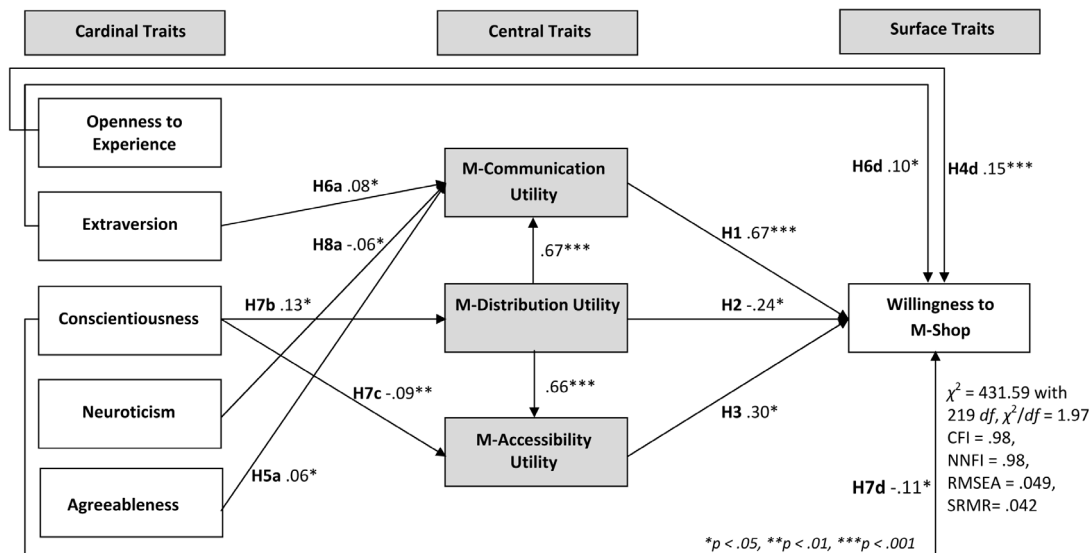 Cardinal Traits
Central Traits
Surface Traits
Openness to
Experience
Extraversion
Conscientiousness
Neuroticism
Agreeableness
H6a .08*
H8a -.06*
H7b .13*
H7c -.09**
H5a .06*
M-Communication
Utility
.67***
M-Distribution Utility
.66***
M-Accessibility
Utility
H1 .67***
H2 -.24*
H3 .30*
H6d .10*
H4d .15***
Willingness to
M-Shop
H7d -.11*
χ² = 431.59 with
219 df, χ²/df = 1.97
CFI = .98,
NNFI = .98,
RMSEA = .049,
SRMR= .042
*p < .05, **p < .01, ***p < .001